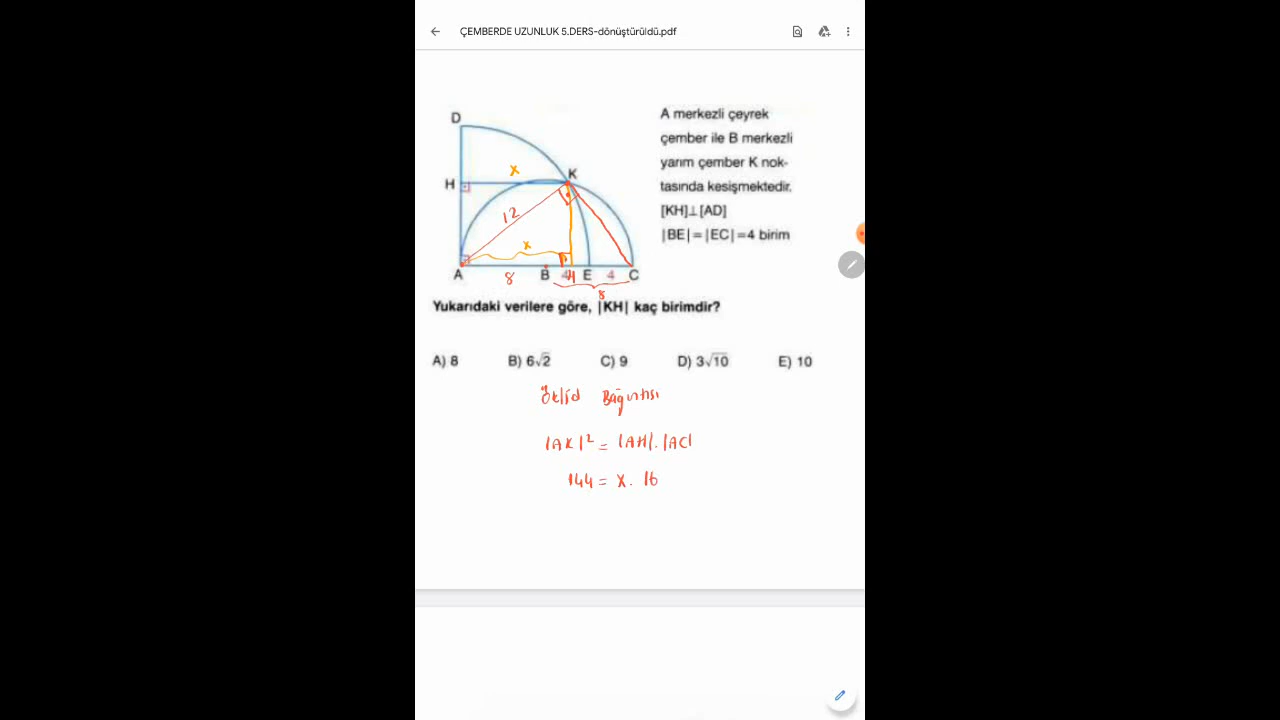 ÇEMBERDE UZUNLUK 5.DERS-dönüştürüldü.pdf
D
H
x
K
12
x
A
8
B
4
H
E
4
C
8
A merkezli çeyrek
çember ile B merkezli
yarım çember K nok-
tasında kesişmektedir.
[KH]⊥[AD]
|BE|=|EC|=4 birim
Yukarıdaki verilere göre, |KH| kaç birimdir?
A) 8 B) 6√2 C) 9 D) 3√10 E) 10
Öklid Bağıntısı
|AK|² = |AH|.|AC|
144 = x. 16